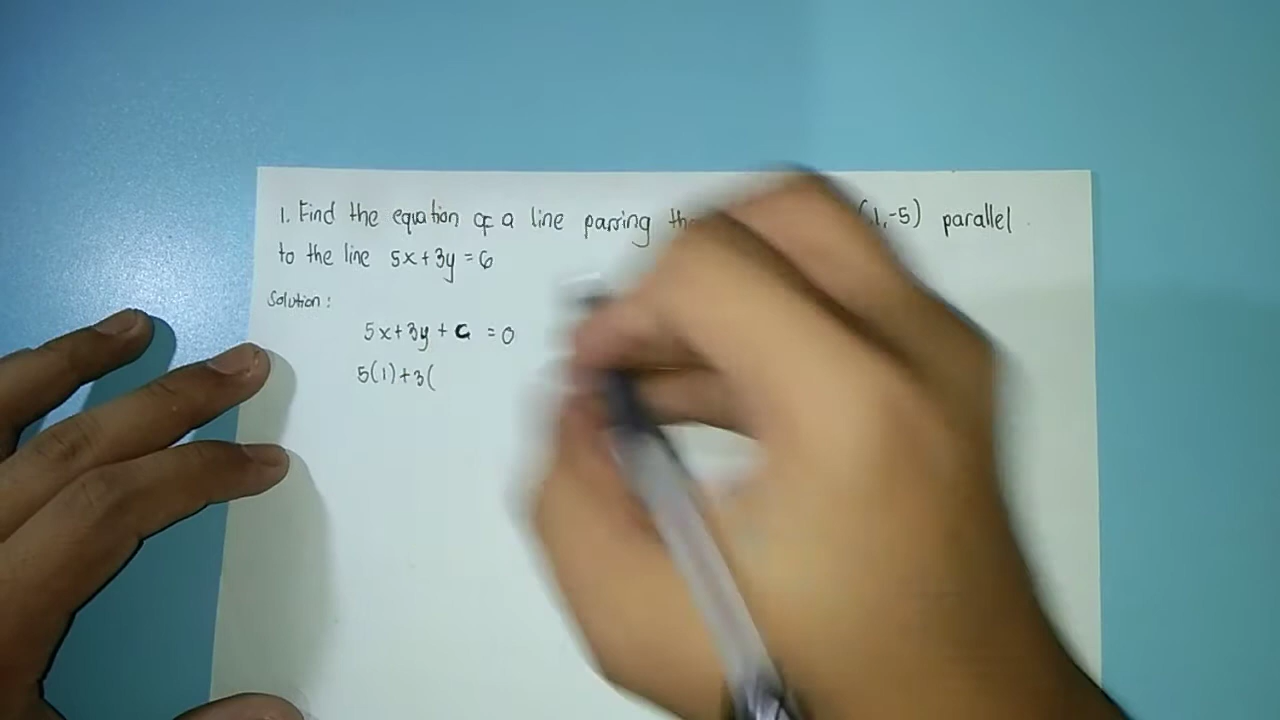 1. Find the equation of a line passing 1,-5) parallel
to the line 5x+3y=6
Solution:
5x+3y+C=0
5(1)+3(